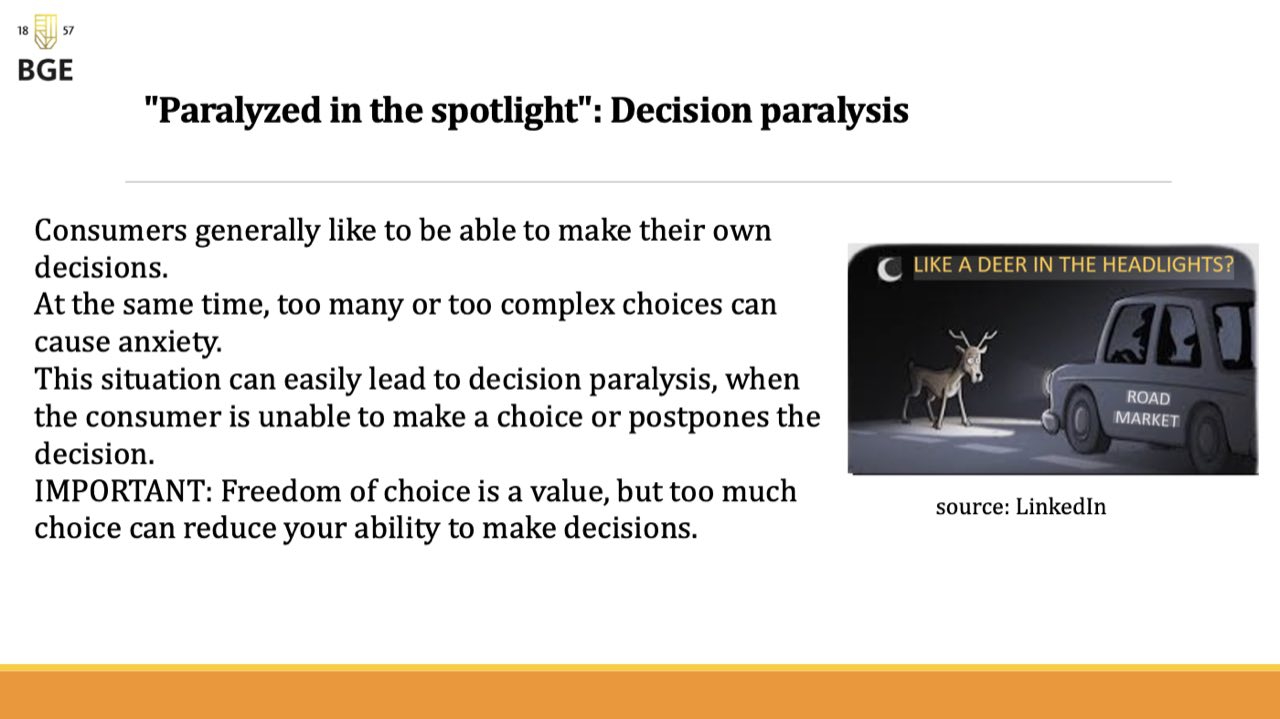 18 57
BGE
"Paralyzed in the spotlight": Decision paralysis
Consumers generally like to be able to make their own
decisions.
At the same time, too many or too complex choices can
cause anxiety.
This situation can easily lead to decision paralysis, when
the consumer is unable to make a choice or postpones the
decision.
IMPORTANT: Freedom of choice is a value, but too much
choice can reduce your ability to make decisions.
LIKE A DEER IN THE HEADLIGHTS?
ROAD
MARKET
source: LinkedIn